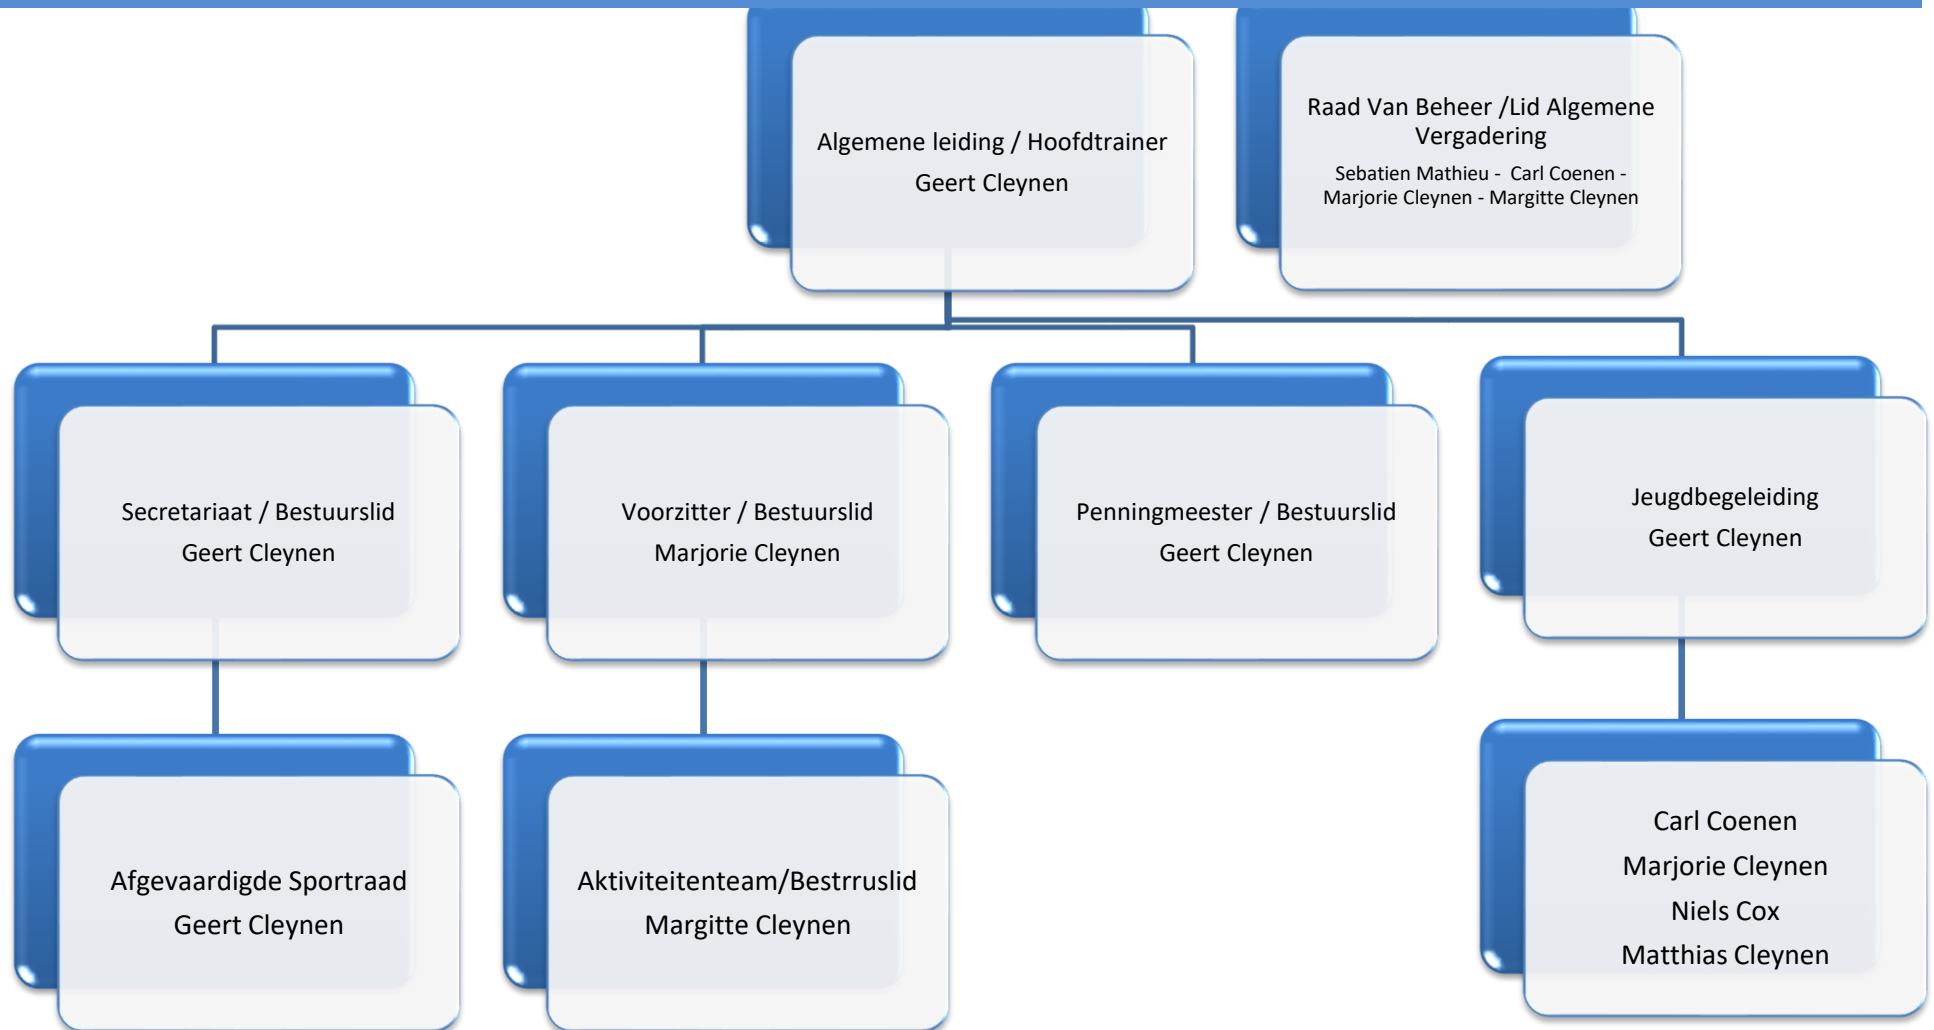 Algemene leiding / Hoofdtrainer
Geert Cleynen
Raad Van Beheer /Lid Algemene
Vergadering
Sebatien Mathieu -  Carl Coenen -
Marjorie Cleynen - Margitte Cleynen
Secretariaat / Bestuurslid
Geert Cleynen
Voorzitter / Bestuurslid
Marjorie Cleynen
Penningmeester / Bestuurslid
Geert Cleynen
Jeugdbegeleiding
Geert Cleynen
Afgevaardigde Sportraad
Geert Cleynen
Aktiviteitenteam/Bestrruslid
Margitte Cleynen
Carl Coenen
Marjorie Cleynen
Niels Cox
Matthias Cleynen